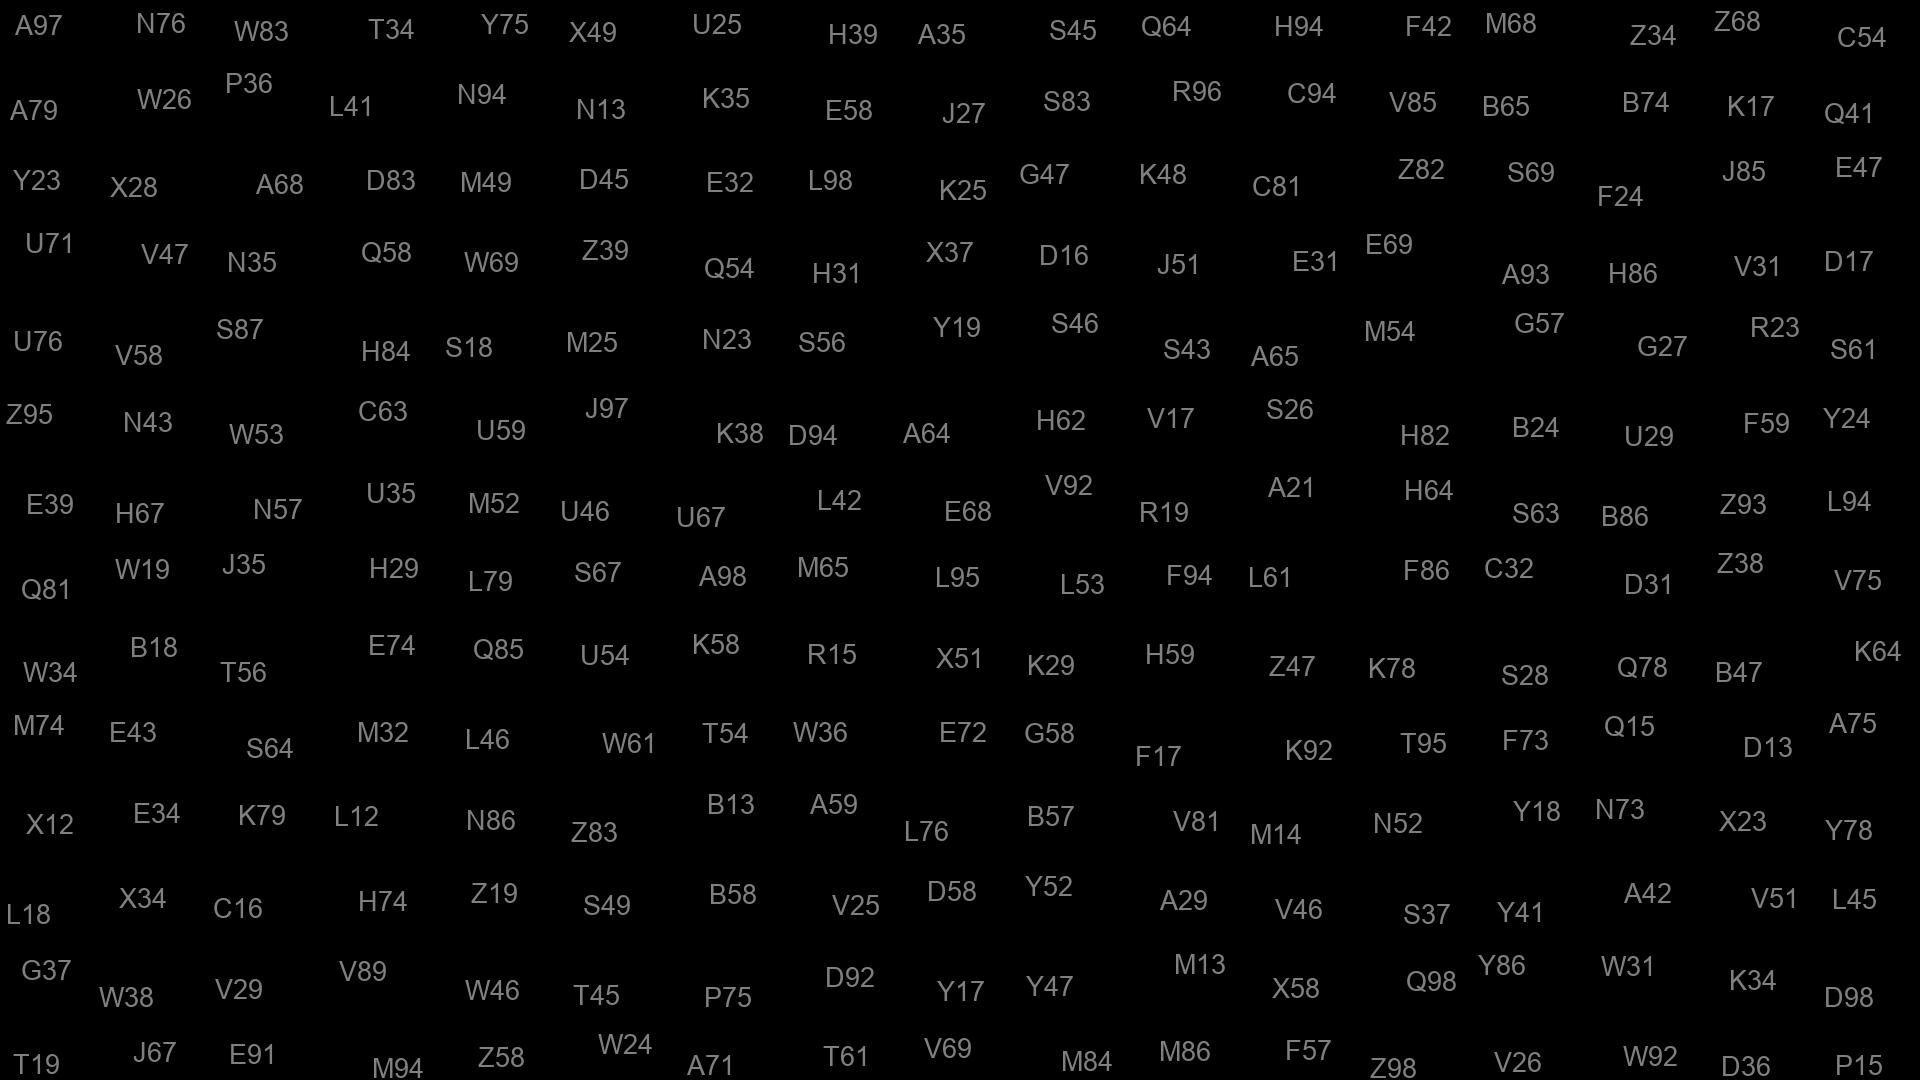 A97 N76 W83 T34 Y75 X49 U25 H39 A35 S45 Q64 H94 F42 M68 Z34 Z68 C54
A79 W26 P36 L41 N94 N13 K35 E58 J27 S83 R96 C94 V85 B65 B74 K17 Q41
Y23 X28 A68 D83 M49 D45 E32 L98 K25 G47 K48 C81 Z82 S69 F24 J85 E47
U71 V47 N35 Q58 W69 Z39 Q54 H31 X37 D16 J51 E31 E69 A93 H86 V31 D17
U76 V58 S87 H84 S18 M25 N23 S56 Y19 S46 S43 A65 M54 G57 G27 R23 S61
Z95 N43 W53 C63 U59 J97 K38 D94 A64 H62 V17 S26 H82 B24 U29 F59 Y24
E39 H67 N57 U35 M52 U46 U67 L42 E68 V92 R19 A21 H64 S63 B86 Z93 L94
Q81 W19 J35 H29 L79 S67 A98 M65 L95 L53 F94 L61 F86 C32 D31 Z38 V75
W34 B18 T56 E74 Q85 U54 K58 R15 X51 K29 H59 Z47 K78 S28 Q78 B47 K64
M74 E43 S64 M32 L46 W61 T54 W36 E72 G58 F17 K92 T95 F73 Q15 D13 A75
X12 E34 K79 L12 N86 Z83 B13 A59 L76 B57 V81 M14 N52 Y18 N73 X23 Y78
L18 X34 C16 H74 Z19 S49 B58 V25 D58 Y52 A29 V46 S37 Y41 A42 V51 L45
G37 W38 V29 V89 W46 T45 P75 D92 Y17 Y47 M13 X58 Q98 Y86 W31 K34 D98
T19 J67 E91 M94 Z58 W24 A71 T61 V69 M84 M86 F57 Z98 V26 W92 D36 P15